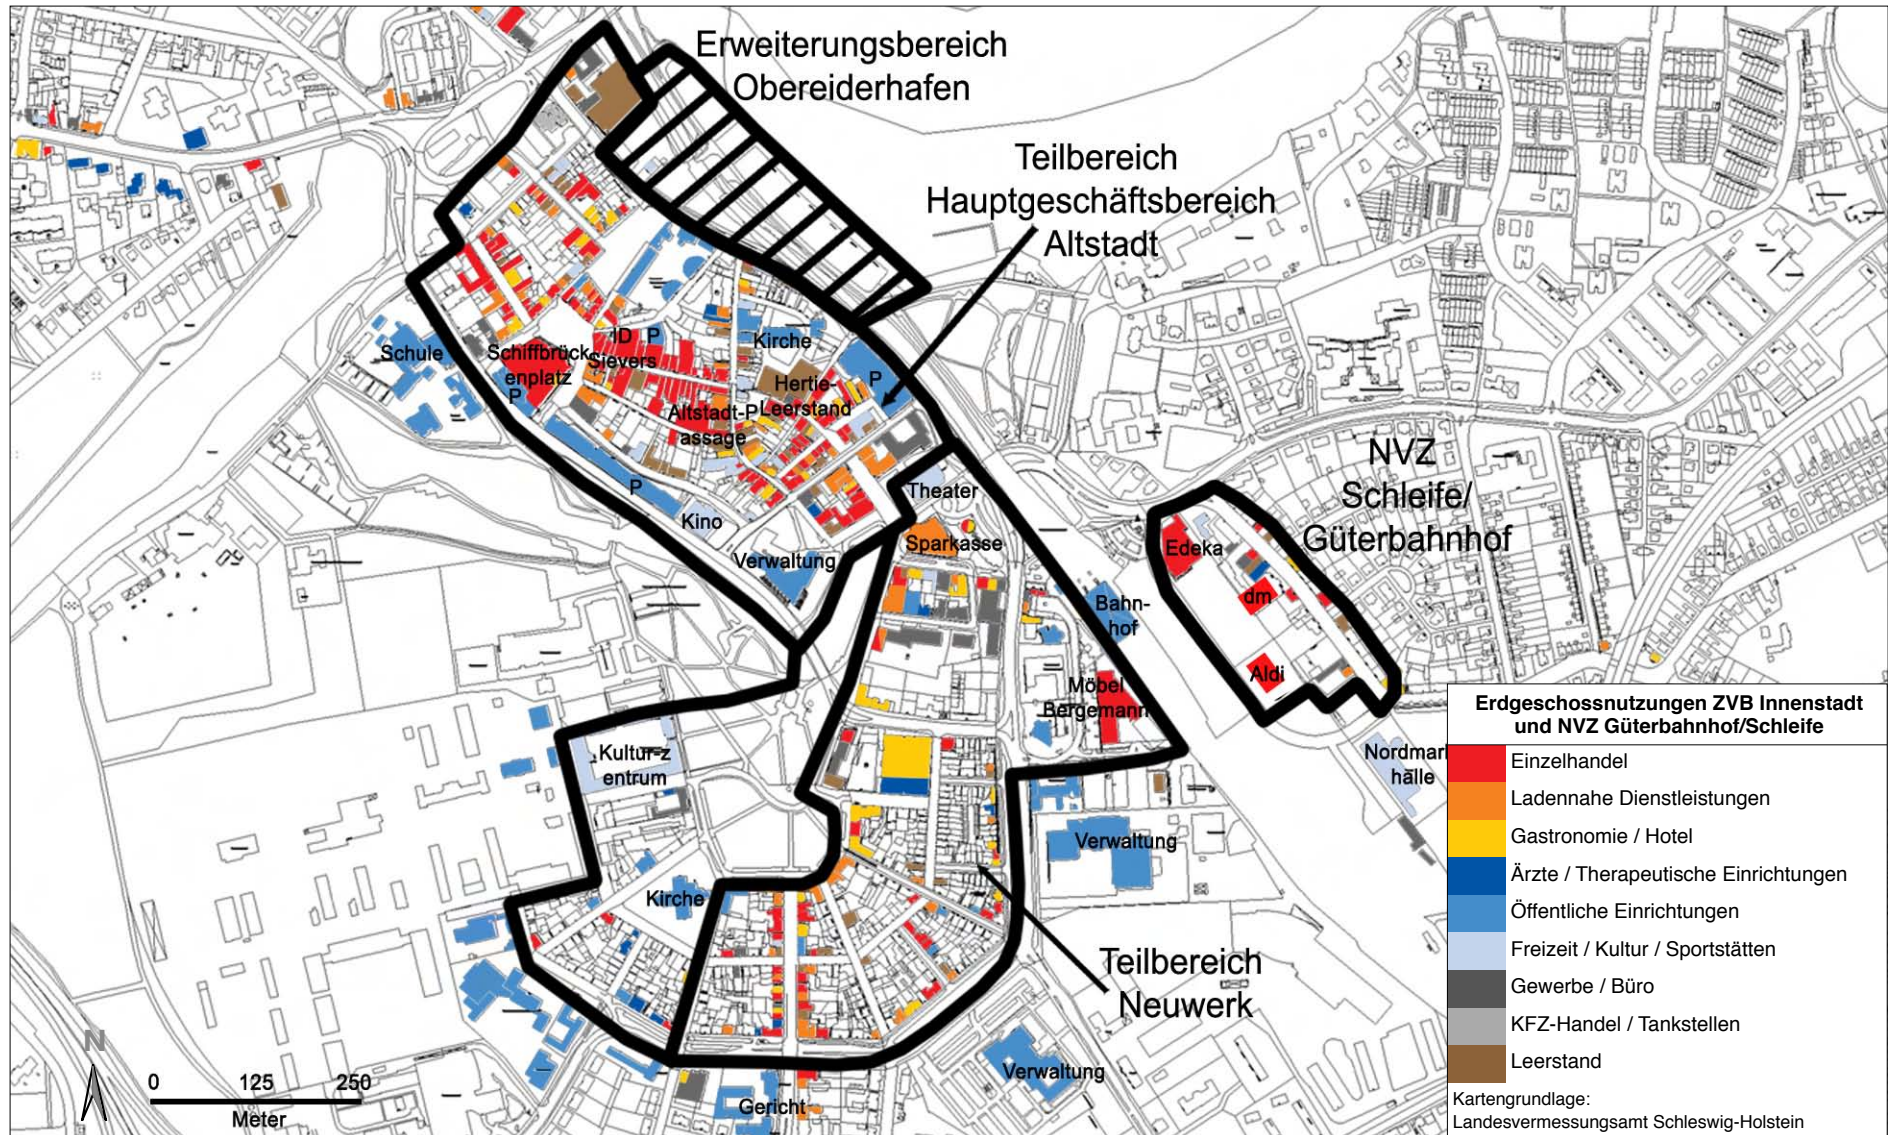 Erweiterungsbereich
Obereiderhafen
Teilbereich
Hauptgeschäftsbereich
Altstadt
Schule
Schiffbrück
enplatz
P
ID P
Sievers
Kirche
Hertie-
Leerstand
P
Altstadt-P
assage
P
Kino
Verwaltung
Theater
Sparkasse
NVZ
Schleife/
Güterbahnhof
Edeka
dm
Aldi
Bahn-
hof
Möbel
Bergemann
Kultur-z
entrum
Kirche
Verwaltung
Nordmark
halle
Teilbereich
Neuwerk
Verwaltung
Gericht
N
0 125 250
Meter
Erdgeschossnutzungen ZVB Innenstadt
und NVZ Güterbahnhof/Schleife
Einzelhandel
Ladennahe Dienstleistungen
Gastronomie / Hotel
Ärzte / Therapeutische Einrichtungen
Öffentliche Einrichtungen
Freizeit / Kultur / Sportstätten
Gewerbe / Büro
KFZ-Handel / Tankstellen
Leerstand
Kartengrundlage:
Landesvermessungsamt Schleswig-Holstein